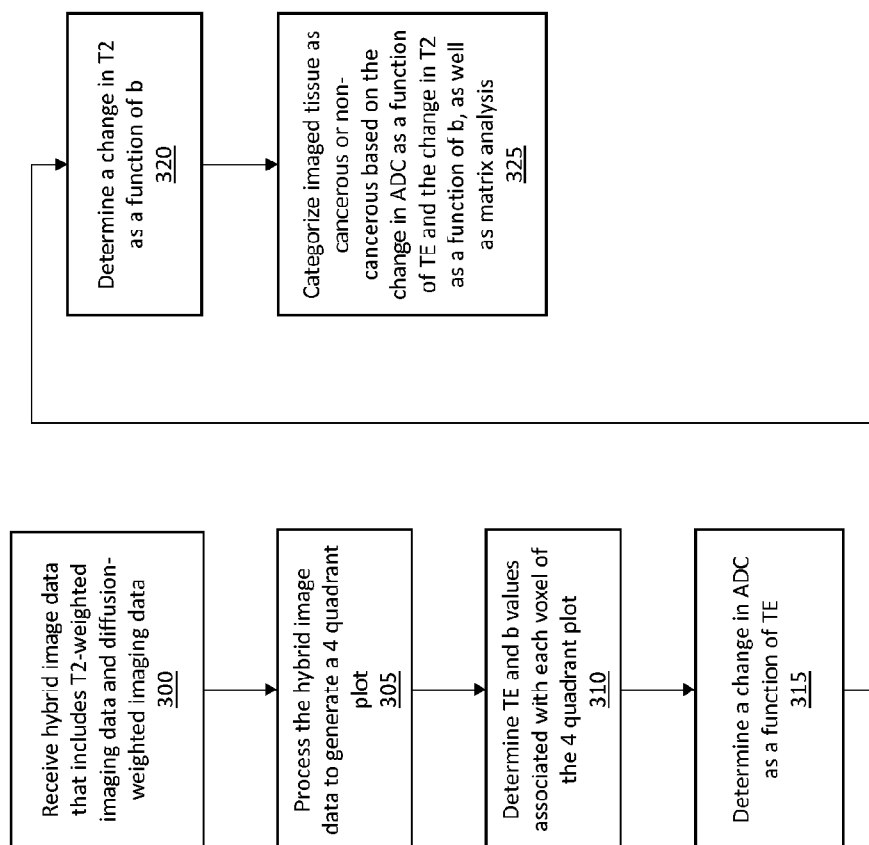 Receive hybrid image data
that includes T2-weighted
imaging data and diffusion-
weighted imaging data
300
Process the hybrid image
data to generate a 4 quadrant
plot
305
Determine TE and b values
associated with each voxel of
the 4 quadrant plot
310
Determine a change in ADC
as a function of TE
315
Determine a change in T2
as a function of b
320
Categorize imaged tissue as
cancerous or non-
cancerous based on the
change in ADC as a function
of TE and the change in T2
as a function of b, as well
as matrix analysis
325